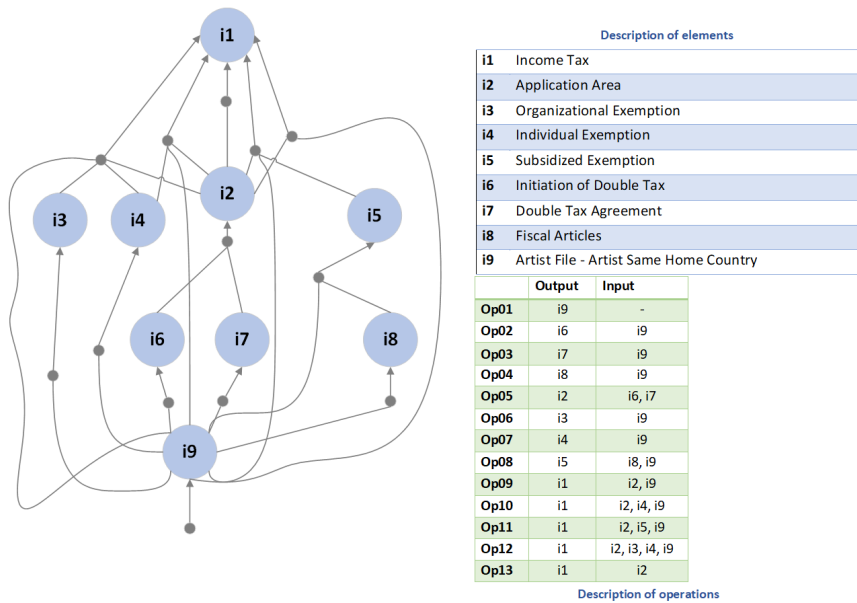 i1
i2
i3
i4
i5
i6
i7
i8
i9
Description of elements
i1 Income Tax
i2 Application Area
i3 Organizational Exemption
i4 Individual Exemption
i5 Subsidized Exemption
i6 Initiation of Double Tax
i7 Double Tax Agreement
i8 Fiscal Articles
i9 Artist File - Artist Same Home Country
Output Input
Op01 i9 -
Op02 i6 i9
Op03 i7 i9
Op04 i8 i9
Op05 i2 i6, i7
Op06 i3 i9
Op07 i4 i9
Op08 i5 i8, i9
Op09 i1 i2, i9
Op10 i1 i2, i4, i9
Op11 i1 i2, i5, i9
Op12 i1 i2, i3, i4, i9
Op13 i1 i2
Description of operations